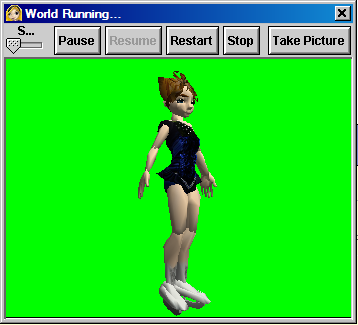 World Running...
S...
Pause
Resume
Restart
Stop
Take Picture